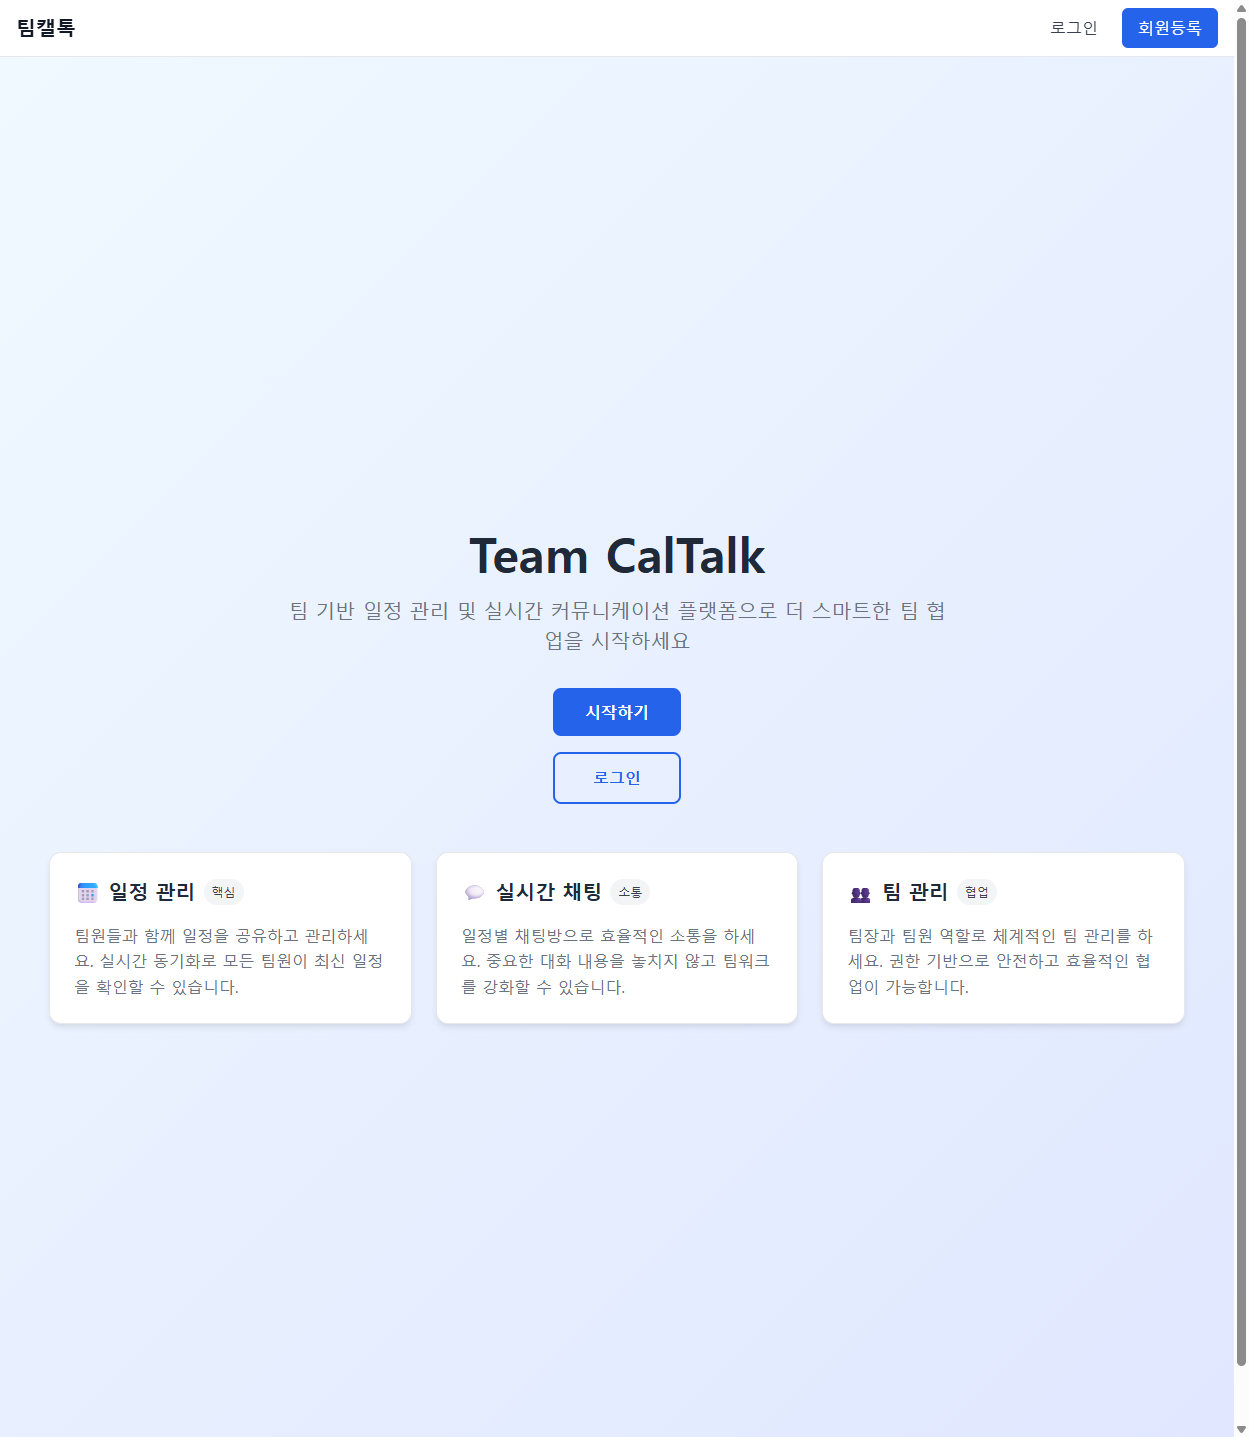 팀캘톡
로그인
회원등록
Team CalTalk
팀 기반 일정 관리 및 실시간 커뮤니케이션 플랫폼으로 더 스마트한 팀 협
업을 시작하세요
시작하기
로그인
일정 관리 핵심
팀원들과 함께 일정을 공유하고 관리하세
요. 실시간 동기화로 모든 팀원이 최신 일정
을 확인할 수 있습니다.
실시간 채팅 소통
일정별 채팅방으로 효율적인 소통을 하세
요. 중요한 대화 내용을 놓치지 않고 팀워크
를 강화할 수 있습니다.
팀 관리 협업
팀장과 팀원 역할로 체계적인 팀 관리를 하
세요. 권한 기반으로 안전하고 효율적인 협
업이 가능합니다.